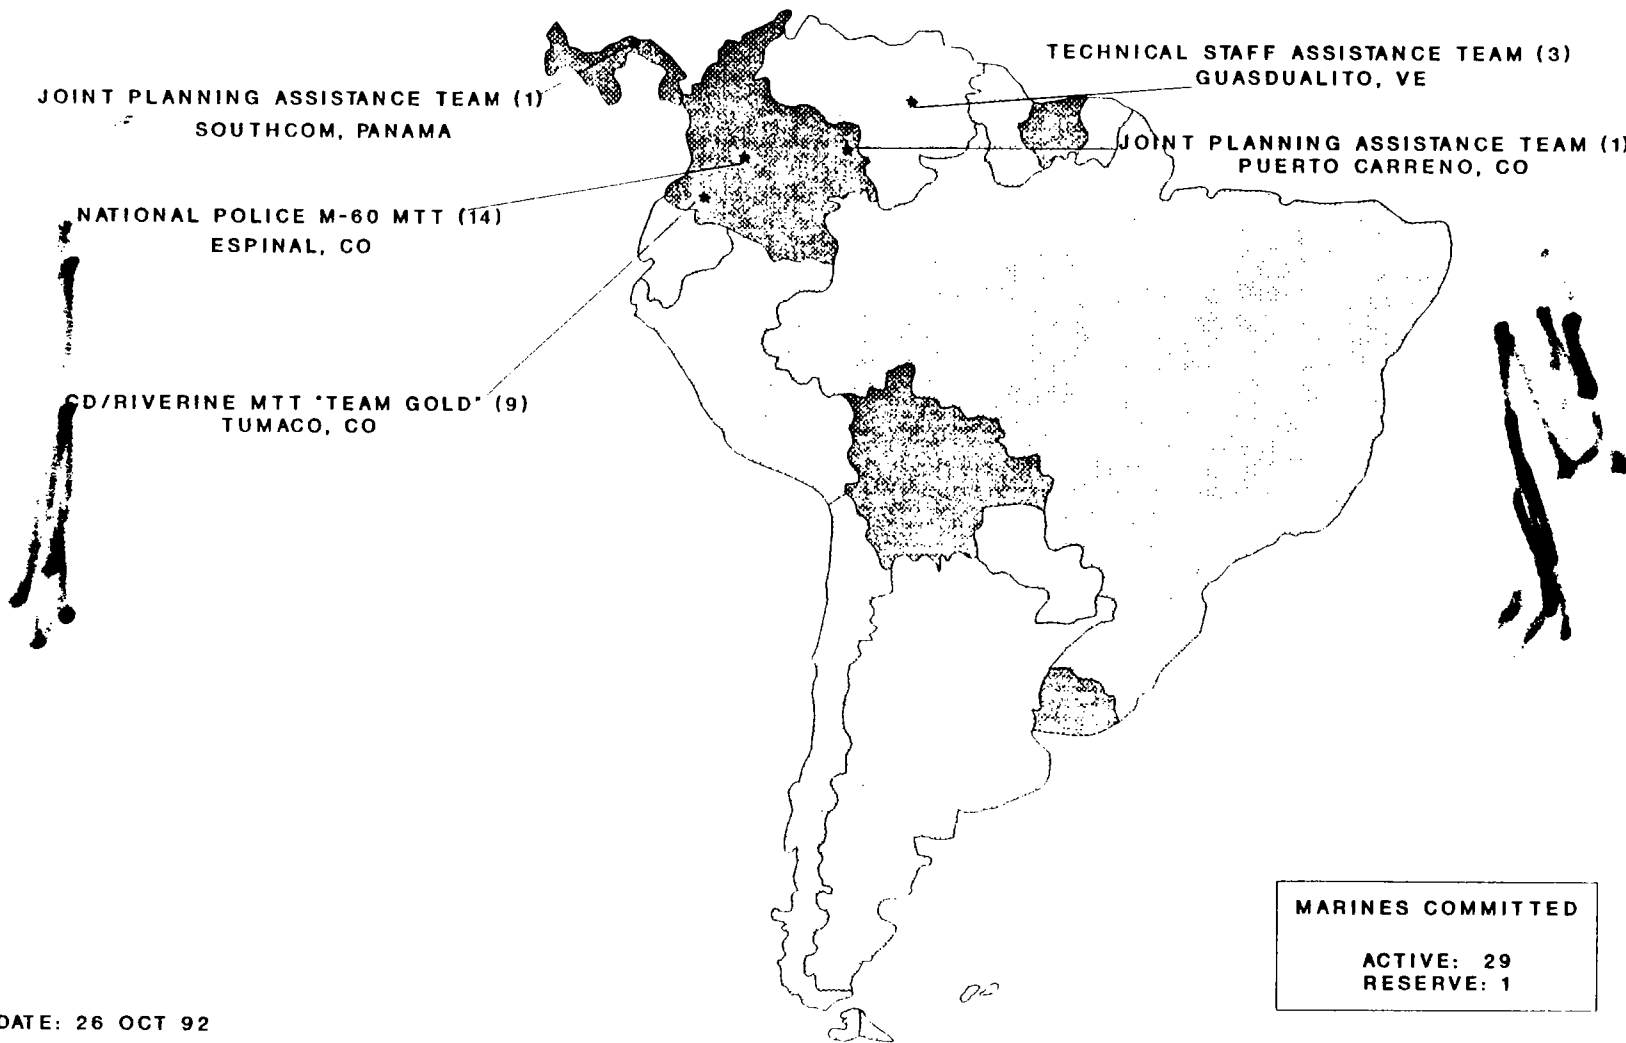 TECHNICAL STAFF ASSISTANCE TEAM (3)
GUASDUALITO, VE
JOINT PLANNING ASSISTANCE TEAM (1)
SOUTHCOM, PANAMA
JOINT PLANNING ASSISTANCE TEAM (1)
PUERTO CARRENO, CO
NATIONAL POLICE M-60 MTT (14)
ESPINAL, CO
CD/RIVERINE MTT "TEAM GOLD" (9)
TUMACO, CO
MARINES COMMITTED
ACTIVE: 29
RESERVE: 1
DATE: 26 OCT 92